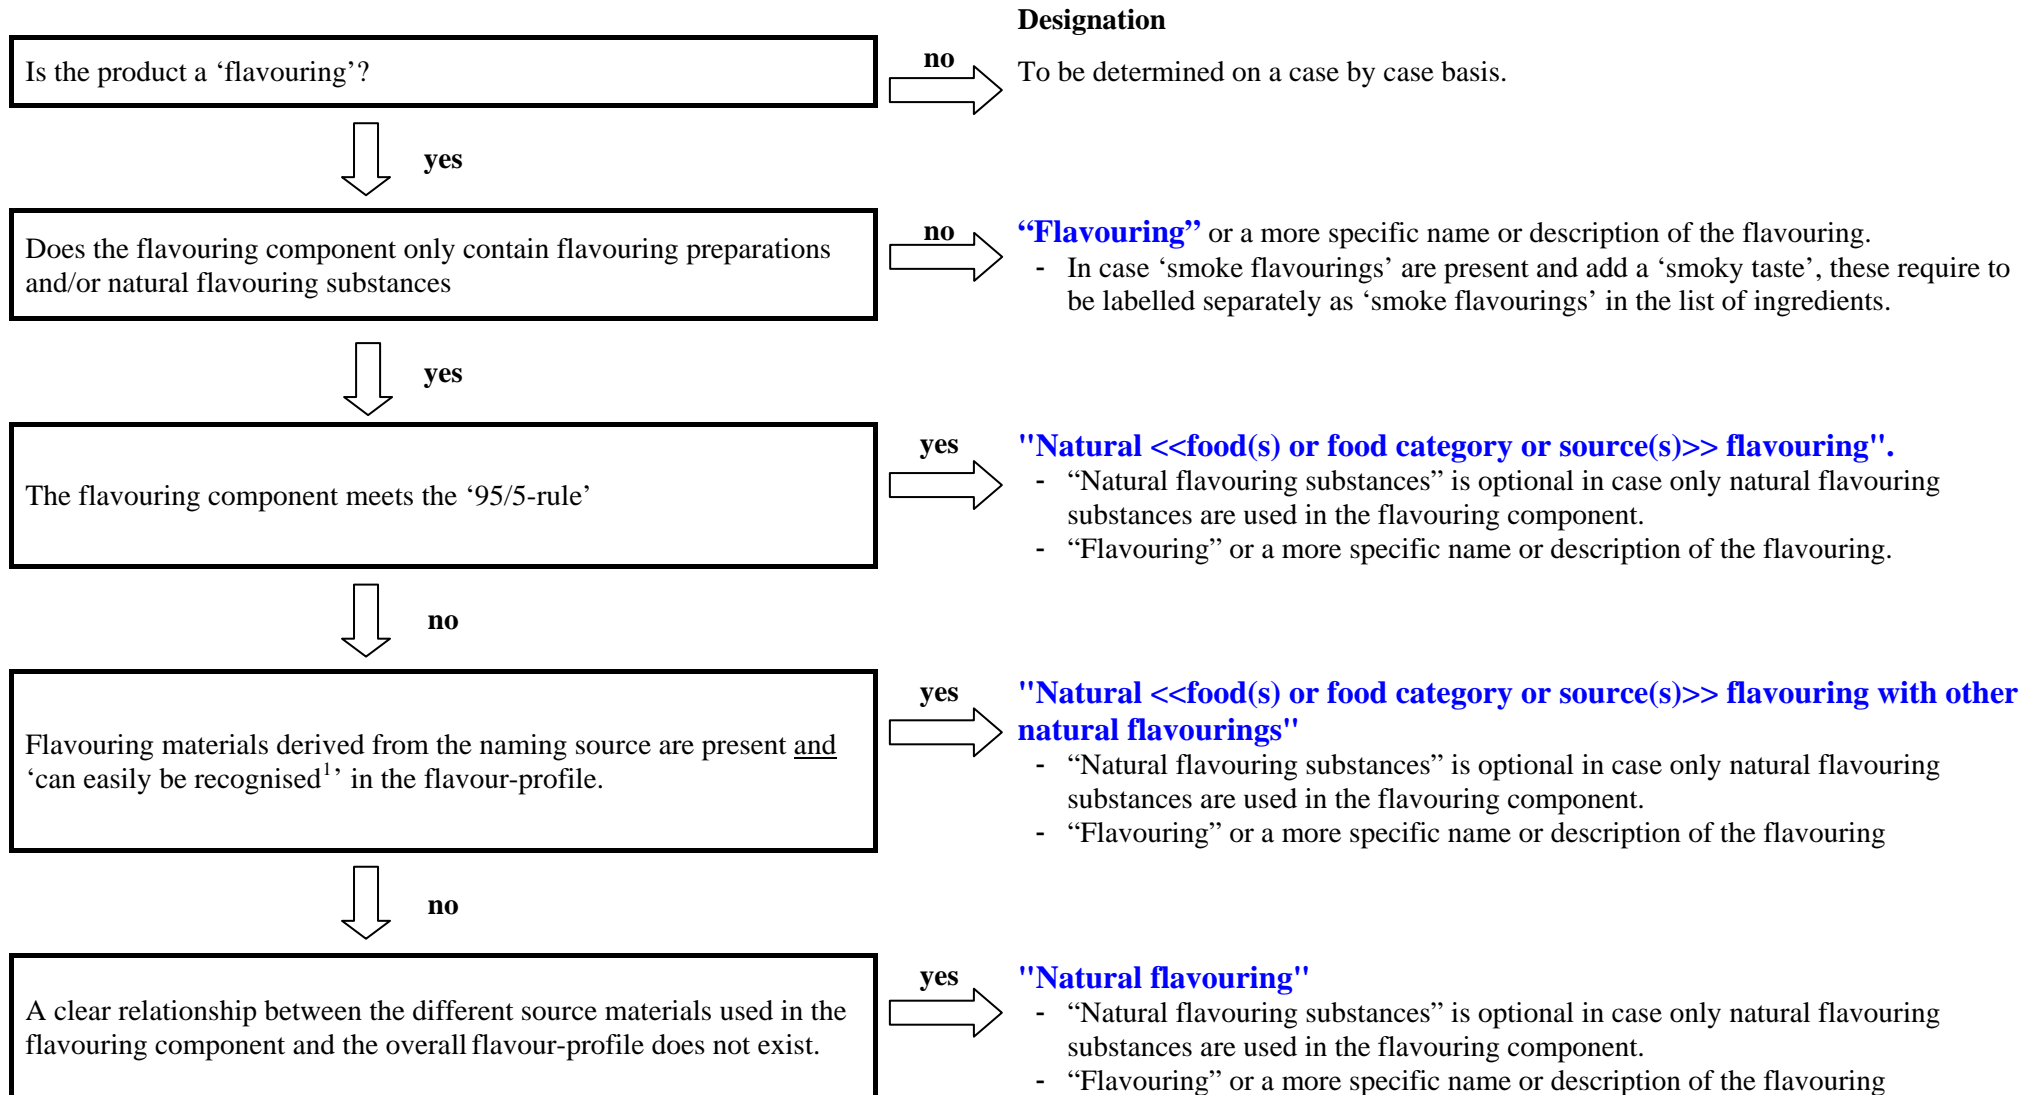 Designation
Is the product a ‘flavouring’?
no
To be determined on a case by case basis.
yes
Does the flavouring component only contain flavouring preparations
and/or natural flavouring substances
no
“Flavouring” or a more specific name or description of the flavouring.
- In case ‘smoke flavourings’ are present and add a ‘smoky taste’, these require to
be labelled separately as ‘smoke flavourings’ in the list of ingredients.
yes
The flavouring component meets the ‘95/5-rule’
yes
"Natural <<food(s) or food category or source(s)>> flavouring".
- “Natural flavouring substances” is optional in case only natural flavouring
substances are used in the flavouring component.
- “Flavouring” or a more specific name or description of the flavouring.
no
Flavouring materials derived from the naming source are present and
‘can easily be recognised1’ in the flavour-profile.
yes
"Natural <<food(s) or food category or source(s)>> flavouring with other
natural flavourings"
- “Natural flavouring substances” is optional in case only natural flavouring
substances are used in the flavouring component.
- “Flavouring” or a more specific name or description of the flavouring
no
A clear relationship between the different source materials used in the
flavouring component and the overall flavour-profile does not exist.
yes
"Natural flavouring"
- “Natural flavouring substances” is optional in case only natural flavouring
substances are used in the flavouring component.
- “Flavouring” or a more specific name or description of the flavouring